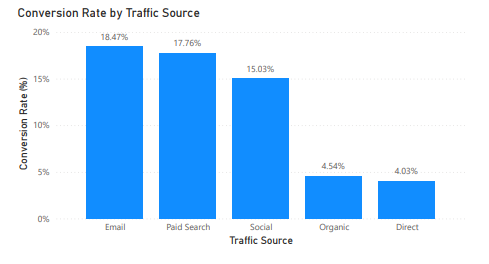 Conversion Rate by Traffic Source
Conversion Rate (%)
20%
15%
10%
5%
0%
18.47%
17.76%
15.03%
4.54%
4.03%
Email
Paid Search
Social
Organic
Direct
Traffic Source